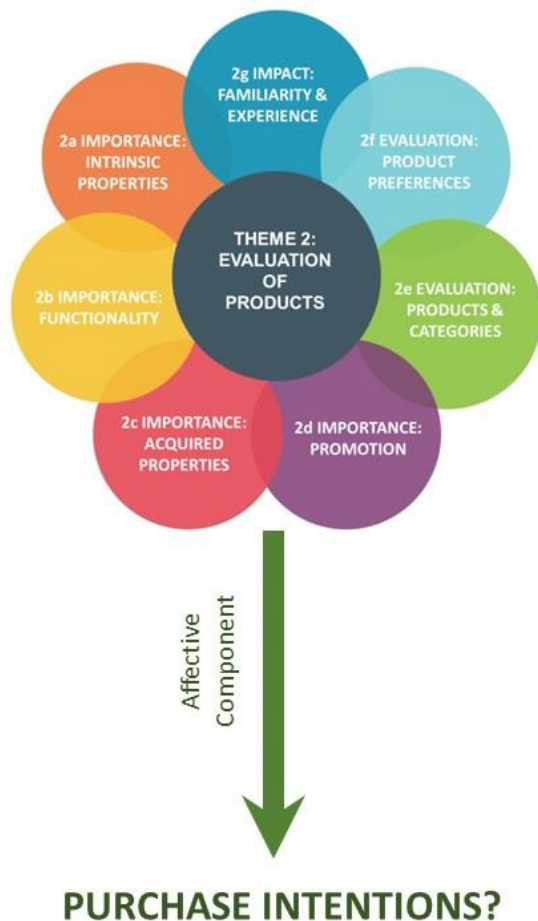 2g IMPACT:
FAMILIARITY &
EXPERIENCE
2a IMPORTANCE:
INTRINSIC
PROPERTIES
2f EVALUATION:
PRODUCT
PREFERENCES
THEME 2:
EVALUATION
OF
PRODUCTS
2b IMPORTANCE:
FUNCTIONALITY
2e EVALUATION:
PRODUCTS &
CATEGORIES
2c IMPORTANCE:
ACQUIRED
PROPERTIES
2d IMPORTANCE:
PROMOTION
Affective
Component
PURCHASE INTENTIONS?